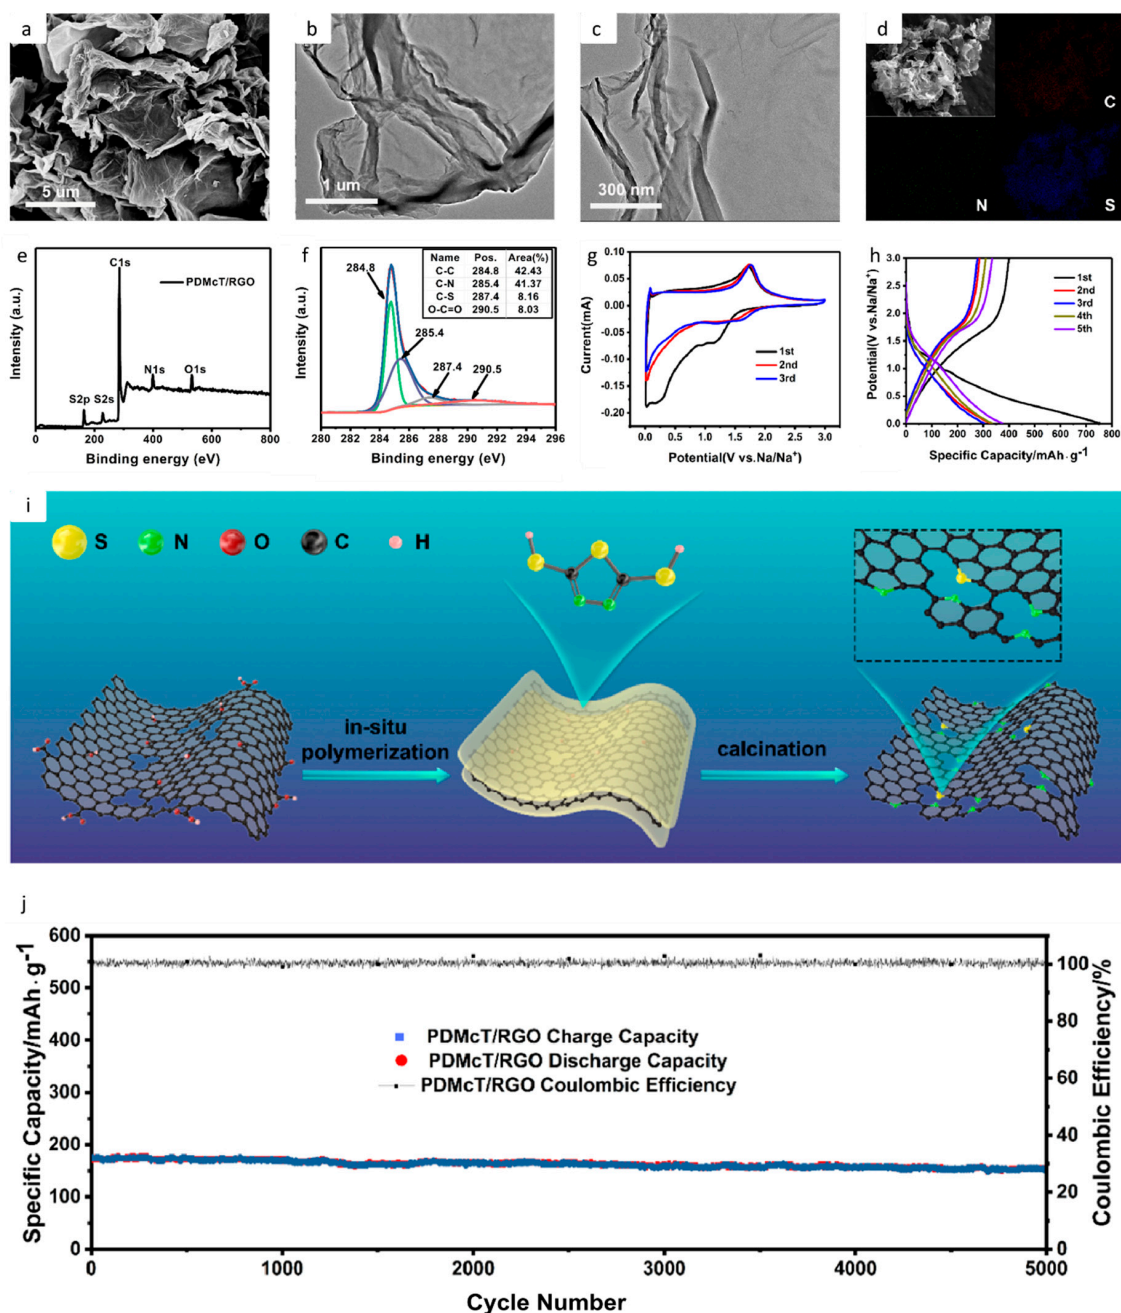 a
5 um
b
1 um
c
300 nm
d
C
N
S
e
Intensity (a.u.)
C1s
PDMcT/RGO
N1s
O1s
S2p
S2s
0
200
400
600
800
Binding energy (eV)
f
Intensity (a.u.)
Name Pos. Area(%)
C-C 284.8 42.43
C-N 285.4 41.37
C-S 287.4 8.16
O-C=O 290.5 8.03
284.8
285.4
287.4
290.5
280 282 284 286 288 290 292 294 296
Binding energy (eV)
g
Current(mA)
0.10
0.05
0.00
-0.05
-0.10
-0.15
-0.20
1st
2nd
3rd
0.0 0.5 1.0 1.5 2.0 2.5 3.0
Potential(V vs.Na/Na⁺)
h
Potential(V vs.Na/Na⁺)
3.0
2.5
2.0
1.5
1.0
0.5
0.0
1st
2nd
3rd
4th
5th
0 100 200 300 400 500 600 700 800
Specific Capacity/mAh·g⁻¹
i
S N O C H
in-situ
polymerization
calcination
j
Specific Capacity/mAh·g⁻¹
600
550
500
400
300
200
100
0
PDMcT/RGO Charge Capacity
PDMcT/RGO Discharge Capacity
PDMcT/RGO Coulombic Efficiency
100
80
60
40
20
0
Coulombic Efficiency/%
0 1000 2000 3000 4000 5000
Cycle Number